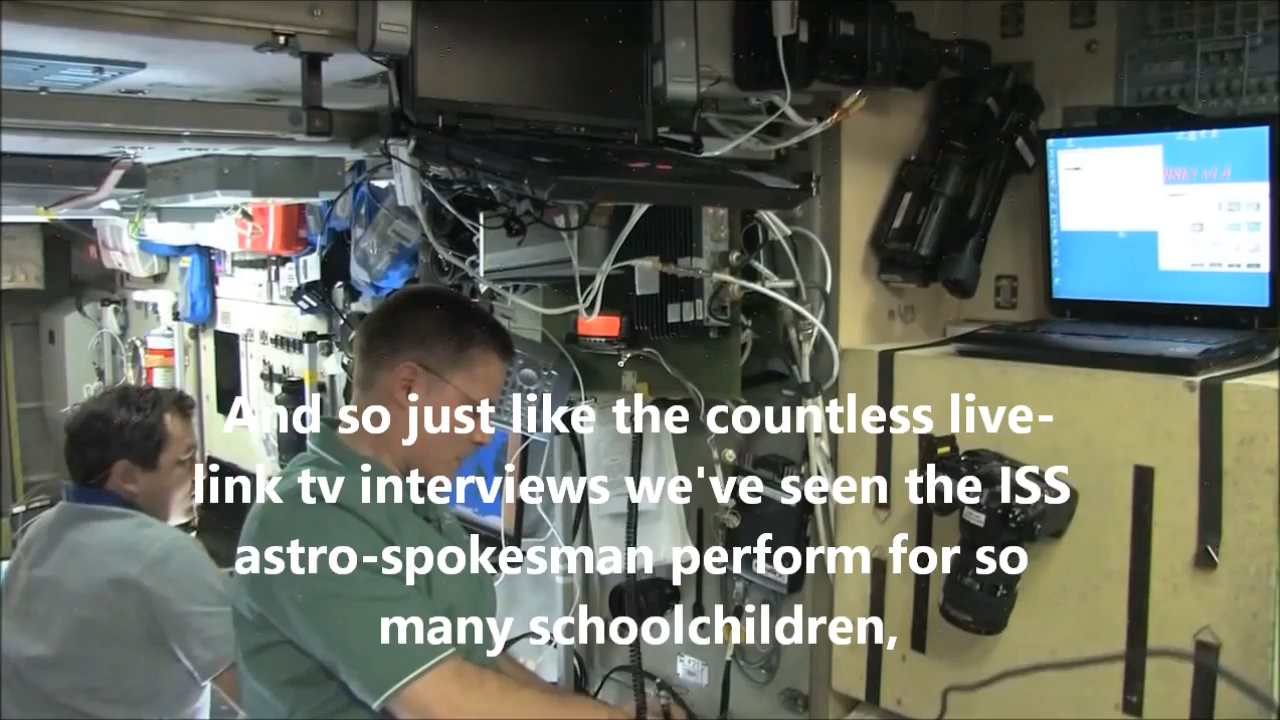 And so just like the countless live-
link tv interviews we've seen the ISS
astro-spokesman perform for so
many schoolchildren,